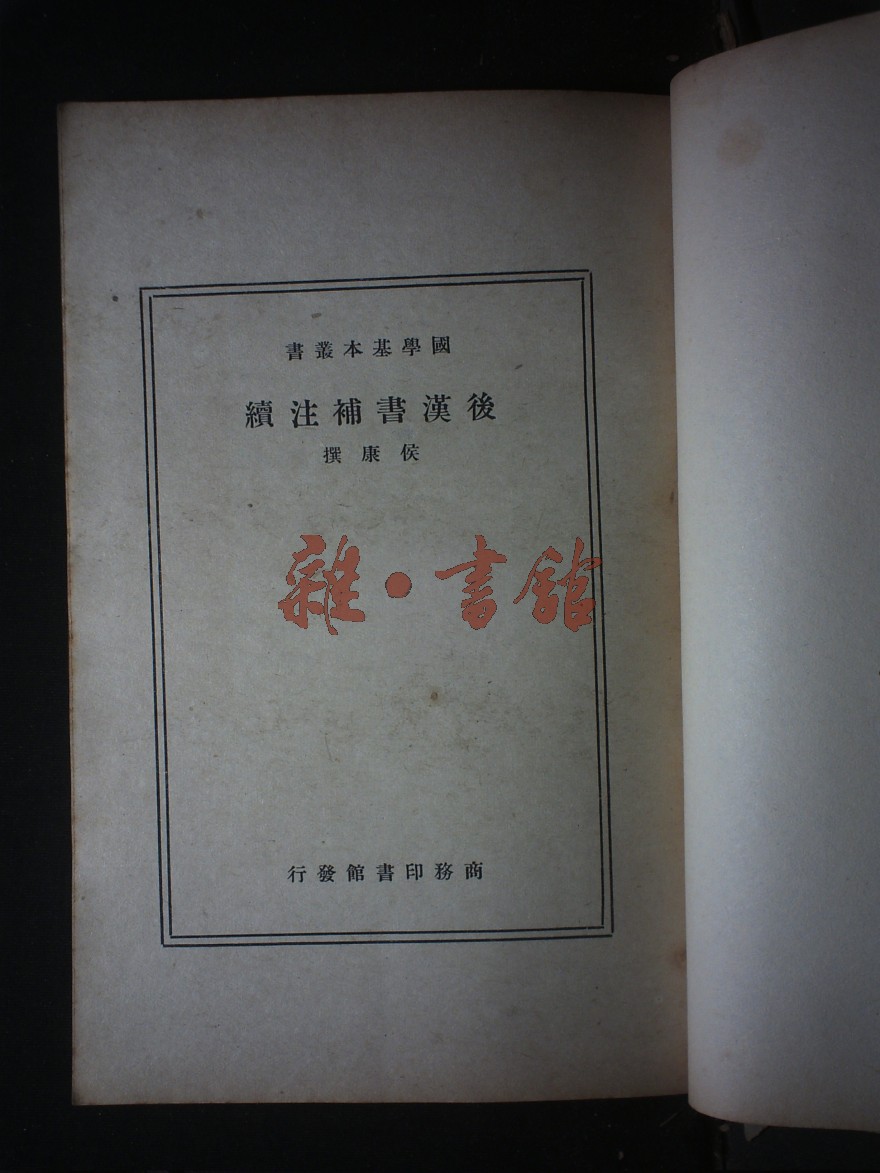 國學基本叢書
後漢書補注續
侯康撰
雜·書館
商務印書館發行